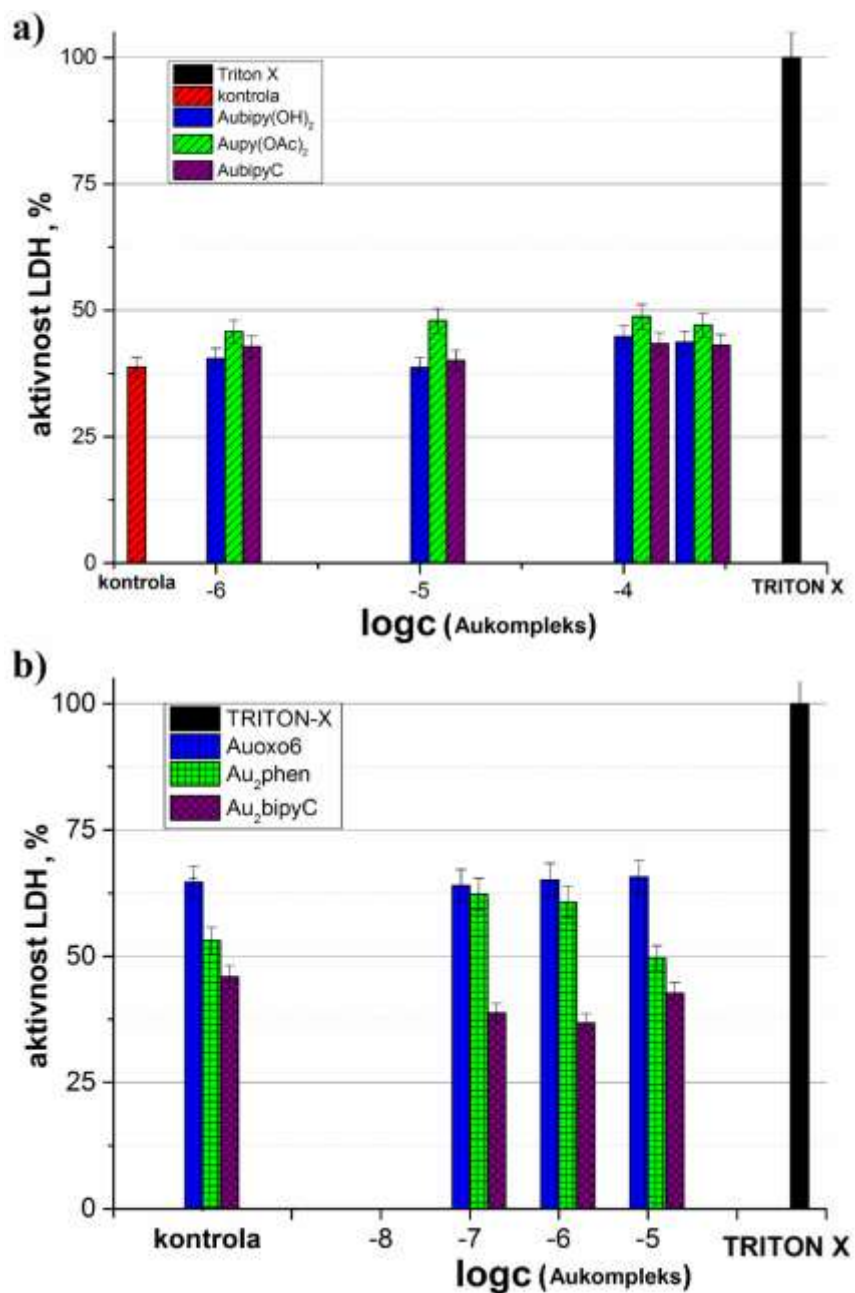 a)
100
75
50
25
0
aktivnost LDH, %
Triton X
kontrola
Aubipy(OH)₂
Aupy(OAc)₂
AubipyC
kontrola
-6
-5
-4
TRITON X
logc (Aukompleks)
b)
100
75
50
25
0
aktivnost LDH, %
TRITON-X
Auoxo6
Au₂phen
Au₂bipyC
kontrola
-8
-7
-6
-5
TRITON X
logc (Aukompleks)